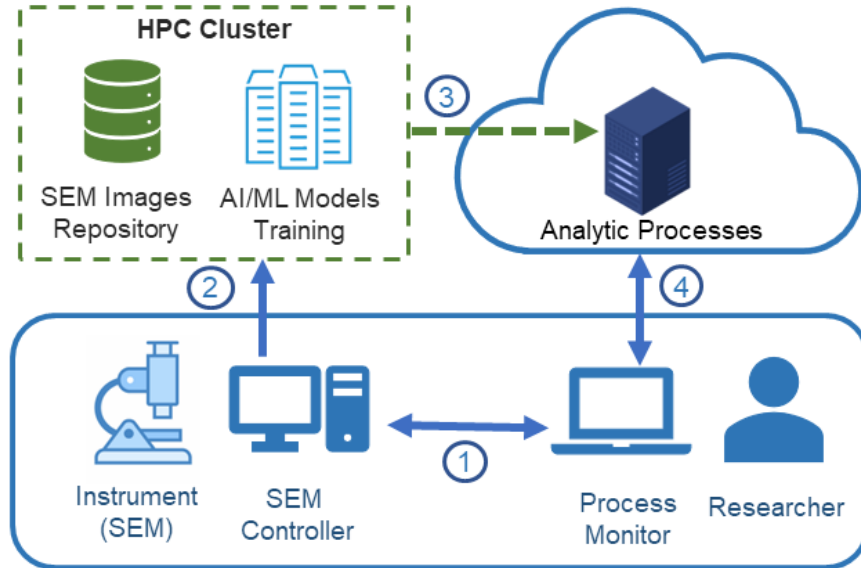 HPC Cluster
SEM Images
Repository
AI/ML Models
Training
3
Analytic Processes
2
4
Instrument
(SEM)
SEM
Controller
1
Process
Monitor
Researcher